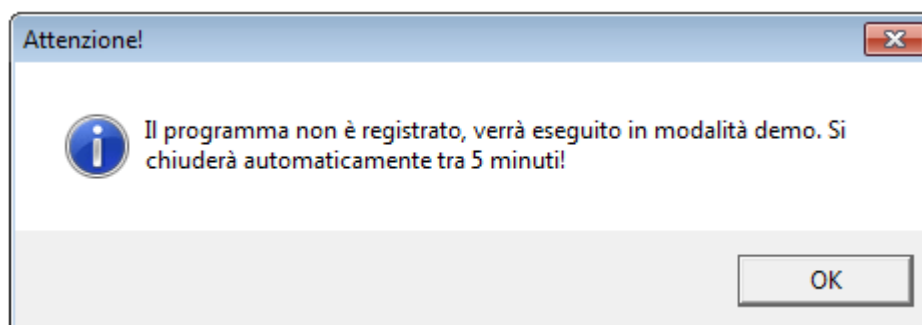 Attenzione!
Il programma non è registrato, verrà eseguito in modalità demo. Si
chiuderà automaticamente tra 5 minuti!
OK